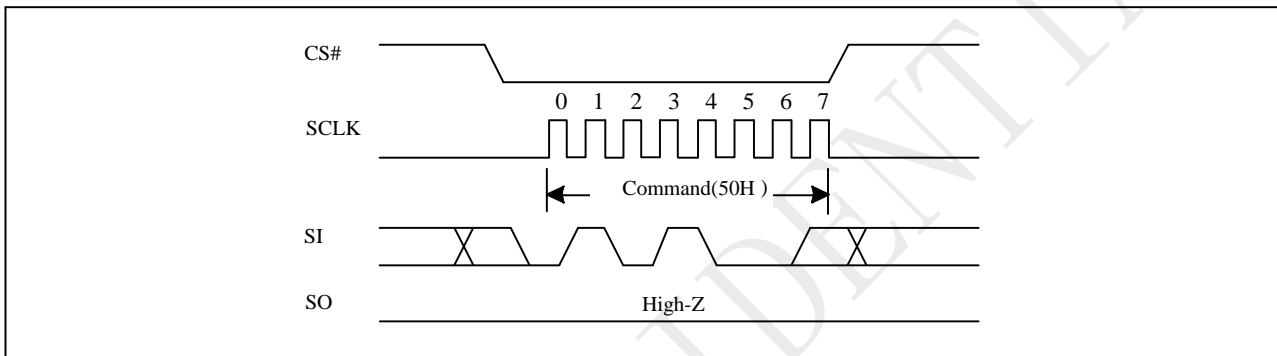 CS#
0 1 2 3 4 5 6 7
SCLK
Command(50H )
SI
SO High-Z